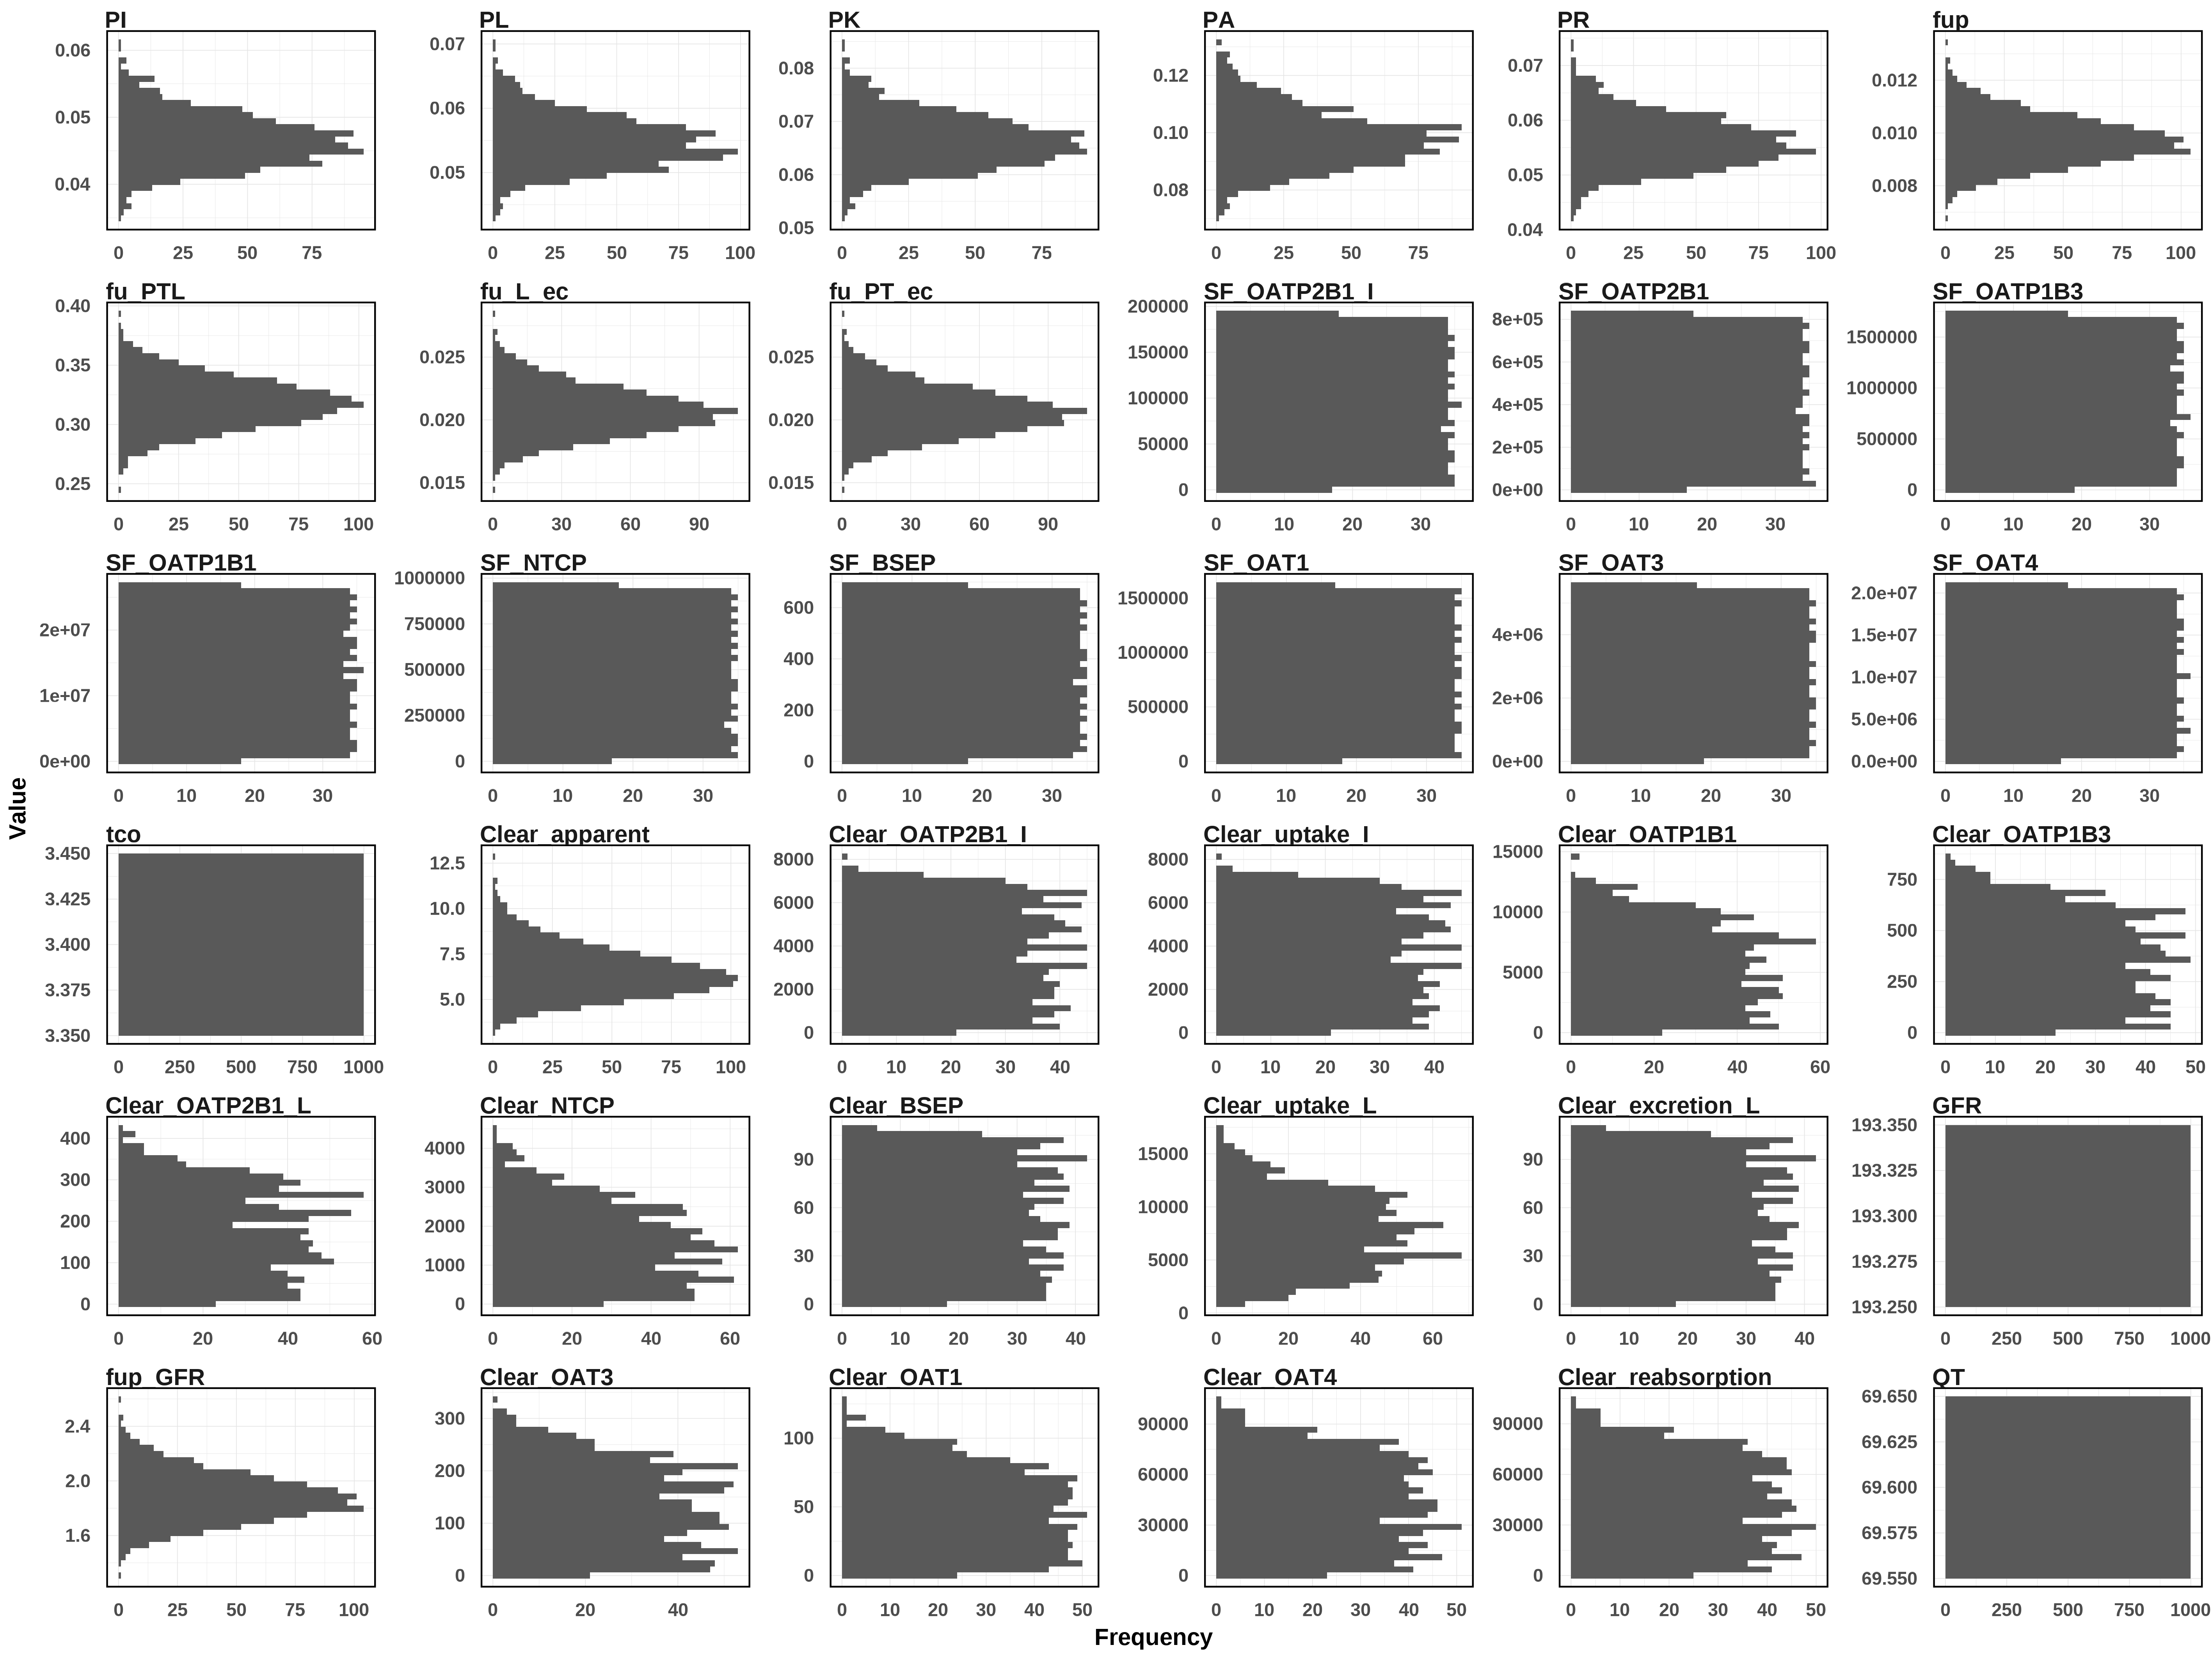 PI PL PK PA PR fup
0.06 0.07 0.08 0.12 0.07 0.012
0.05 0.06 0.07 0.10 0.06 0.010
0.04 0.05 0.06 0.08 0.05 0.008
0.05 0.04
0 25 50 75 0 25 50 75 100 0 25 50 75 0 25 50 75 0 25 50 75 100 0 25 50 75 100
fu_PTL fu_L_ec fu_PT_ec SF_OATP2B1_I SF_OATP2B1 SF_OATP1B3
0.40 0.025 0.025 200000 8e+05 1500000
0.35 0.020 0.020 150000 6e+05 1000000
0.30 0.015 0.015 100000 4e+05 500000
0.25 50000 2e+05 0
0 0e+00
0 25 50 75 100 0 30 60 90 0 30 60 90 0 10 20 30 0 10 20 30 0 10 20 30
SF_OATP1B1 SF_NTCP SF_BSEP SF_OAT1 SF_OAT3 SF_OAT4
2e+07 1000000 600 1500000 4e+06 2.0e+07
1e+07 750000 400 1000000 2e+06 1.5e+07
0e+00 500000 200 500000 0e+00 1.0e+07
250000 0 0 5.0e+06
0 0.0e+00
0 10 20 30 0 10 20 30 0 10 20 30 0 10 20 30 0 10 20 30 0 10 20 30
Value
tco Clear_apparent Clear_OATP2B1_I Clear_uptake_I Clear_OATP1B1 Clear_OATP1B3
3.450 12.5 8000 8000 15000 750
3.425 10.0 6000 6000 10000 500
3.400 7.5 4000 4000 5000 250
3.375 5.0 2000 2000 0 0
3.350 0 0
0 250 500 750 1000 0 25 50 75 100 0 10 20 30 40 0 10 20 30 40 0 20 40 60 0 10 20 30 40 50
Clear_OATP2B1_L Clear_NTCP Clear_BSEP Clear_uptake_L Clear_excretion_L GFR
400 4000 90 15000 90 193.350
300 3000 60 10000 60 193.325
200 2000 30 5000 30 193.300
100 1000 0 0 0 193.275
0 0 193.250
0 20 40 60 0 20 40 60 0 10 20 30 40 0 20 40 60 0 10 20 30 40 0 250 500 750 1000
fup_GFR Clear_OAT3 Clear_OAT1 Clear_OAT4 Clear_reabsorption QT
2.4 300 100 90000 90000 69.650
2.0 200 50 60000 60000 69.625
1.6 100 0 30000 30000 69.600
0 0 0 69.575
69.550
0 25 50 75 100 0 20 40 0 10 20 30 40 50 0 10 20 30 40 50 0 10 20 30 40 50 0 250 500 750 1000
Frequency